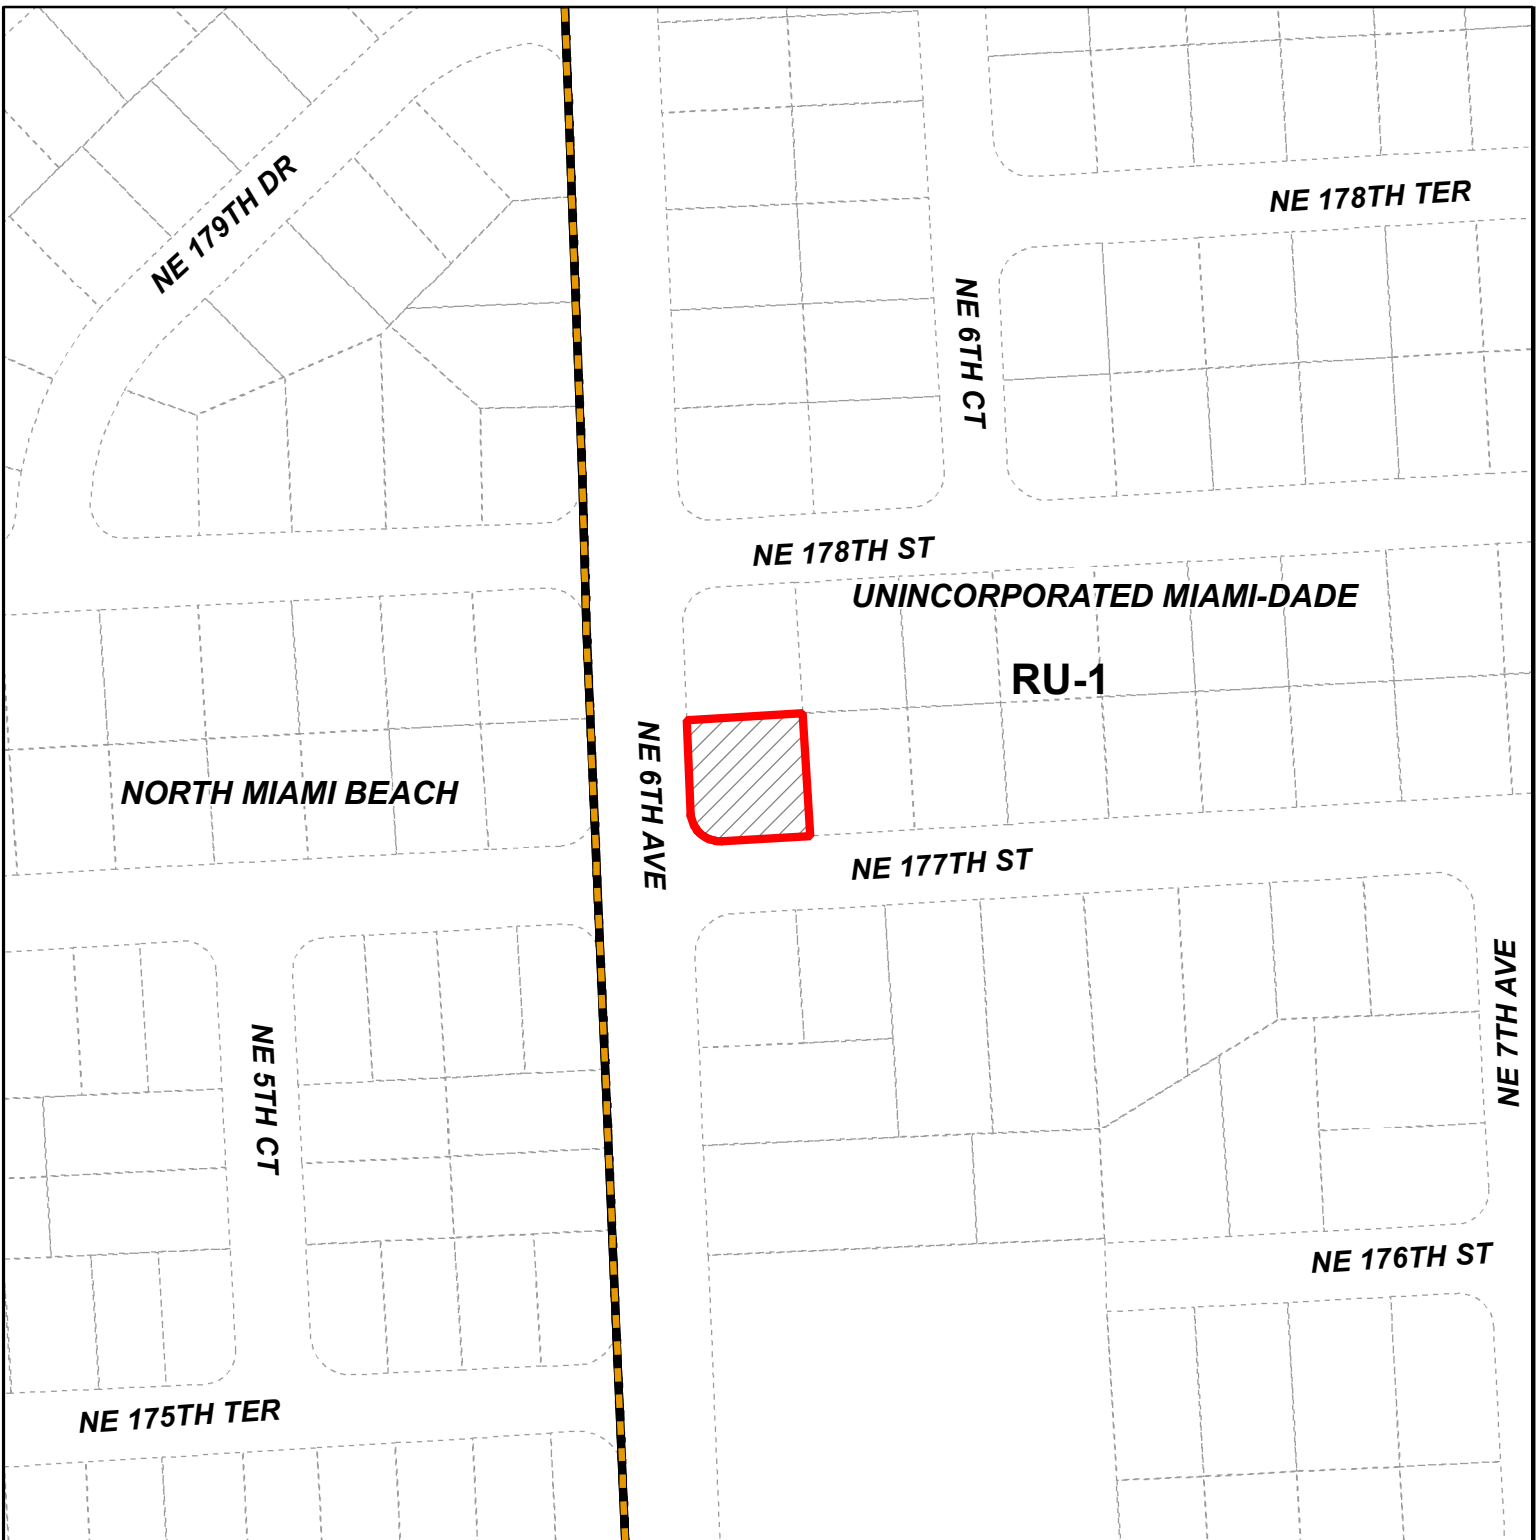 NE 179TH DR
NE 178TH TER
NE 6TH CT
NE 178TH ST
UNINCORPORATED MIAMI-DADE
RU-1
NE 6TH AVE
NORTH MIAMI BEACH
NE 177TH ST
NE 7TH AVE
NE 5TH CT
NE 176TH ST
NE 175TH TER